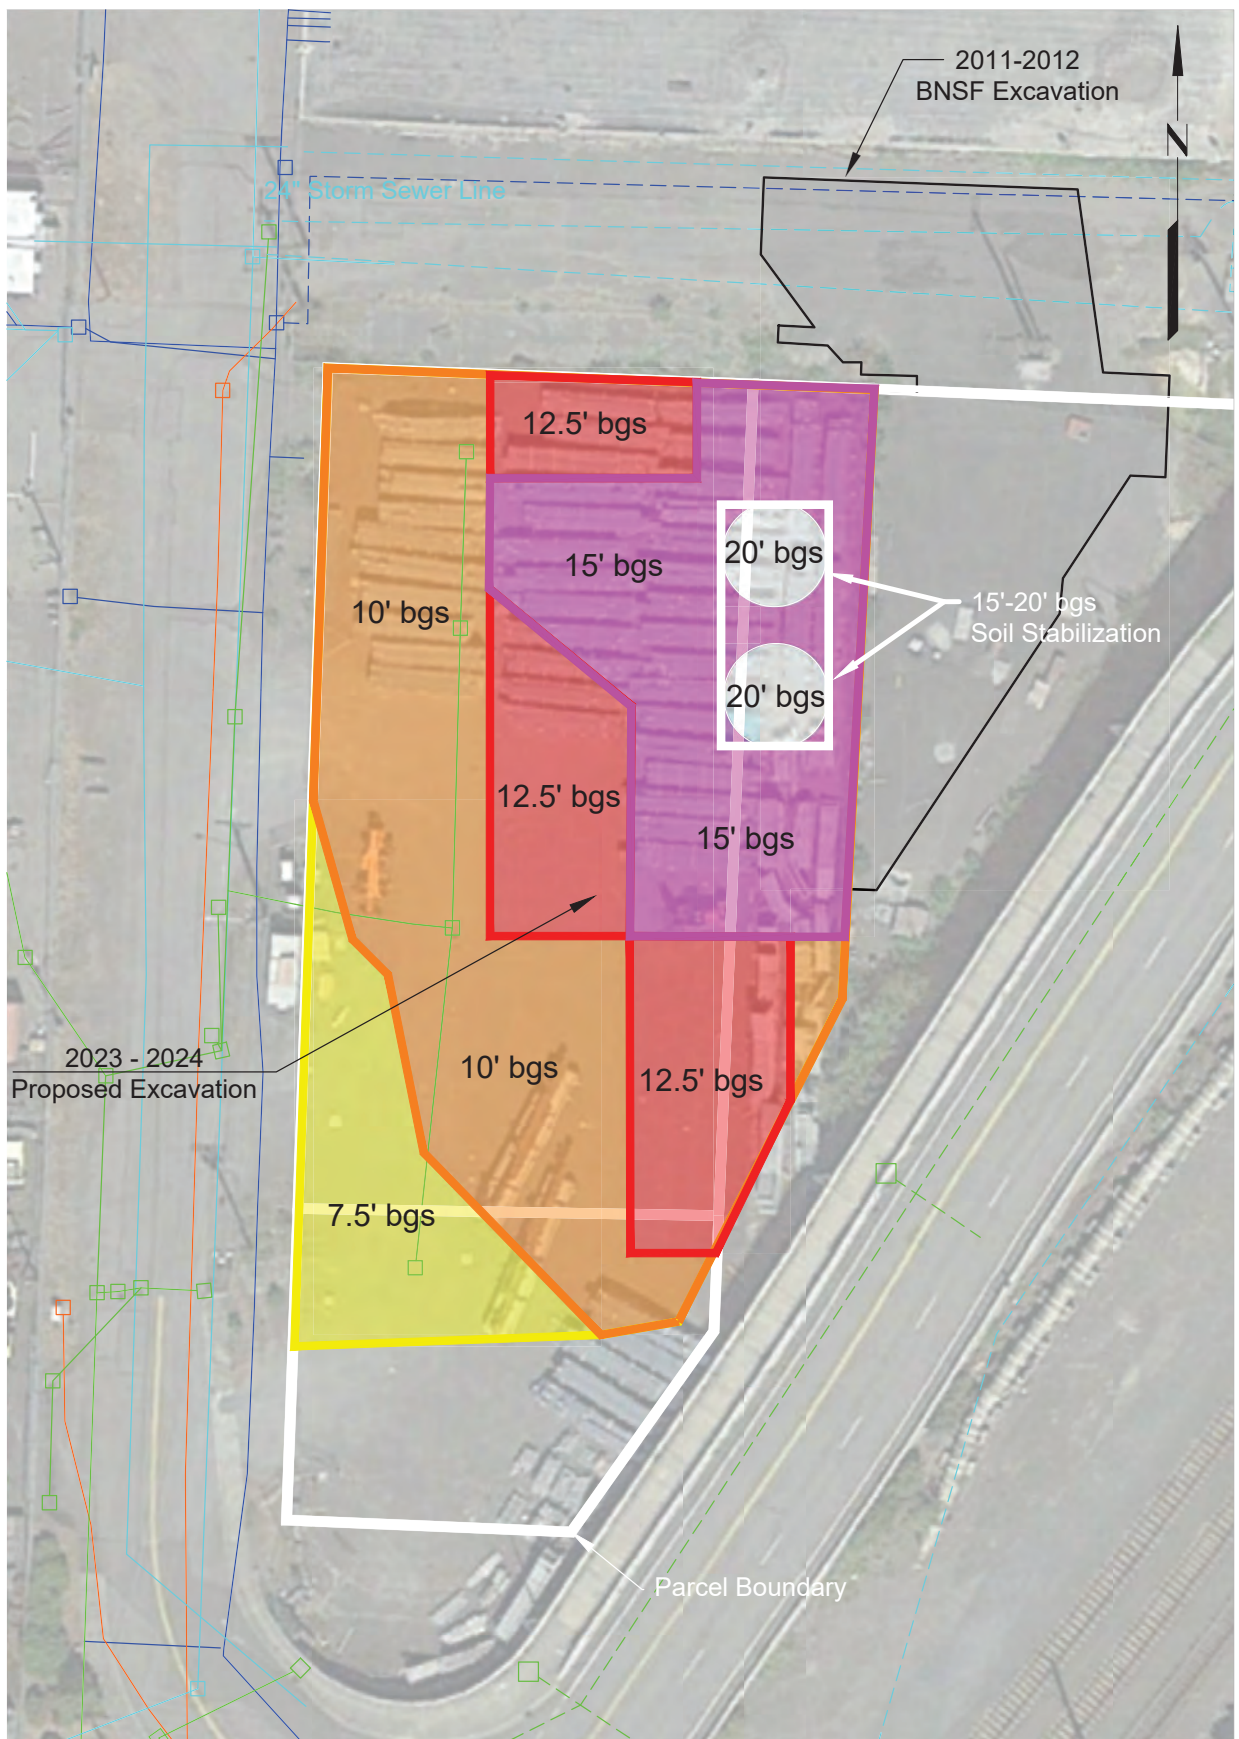 2011-2012
BNSF Excavation
N
24" Storm Sewer Line
12.5' bgs
20' bgs
15' bgs
15'-20' bgs
Soil Stabilization
10' bgs
20' bgs
12.5' bgs
15' bgs
2023 - 2024
Proposed Excavation
10' bgs
12.5' bgs
7.5' bgs
Parcel Boundary